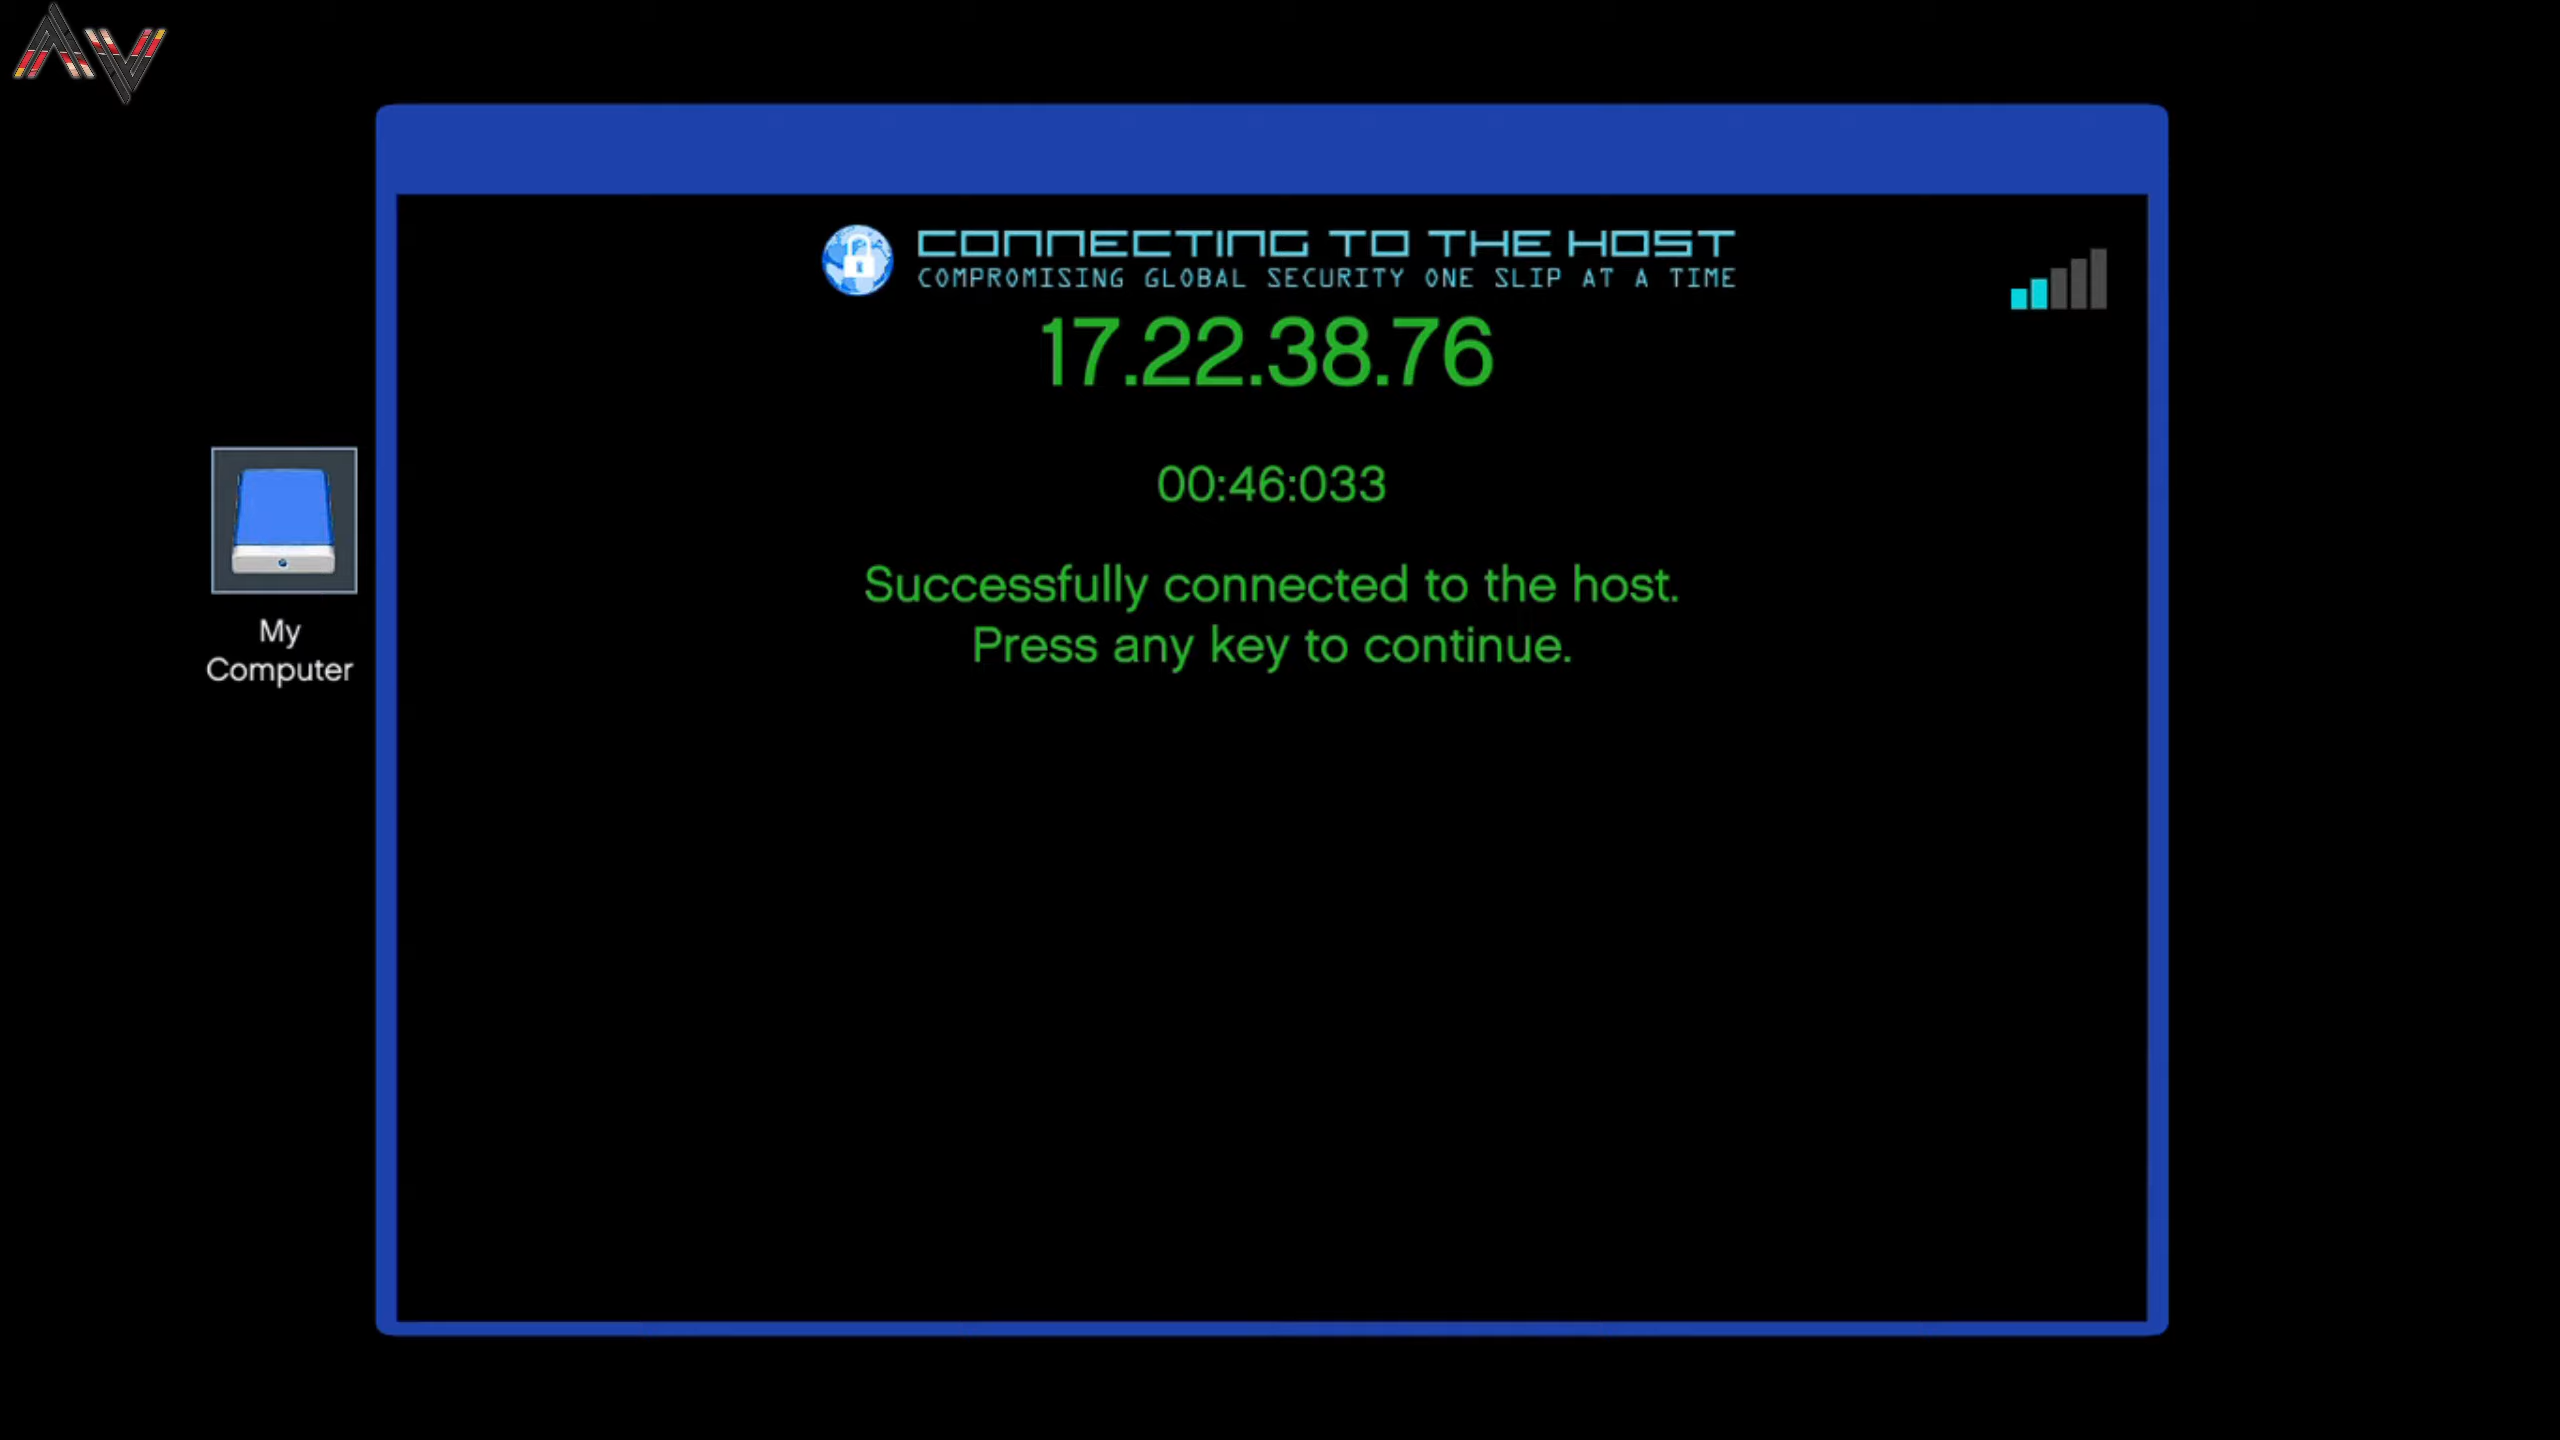 AV
CONNECTING TO THE HOST
COMPROMISING GLOBAL SECURITY ONE SLIP AT A TIME
17.22.38.76
00:46:033
Successfully connected to the host.
Press any key to continue.
My
Computer